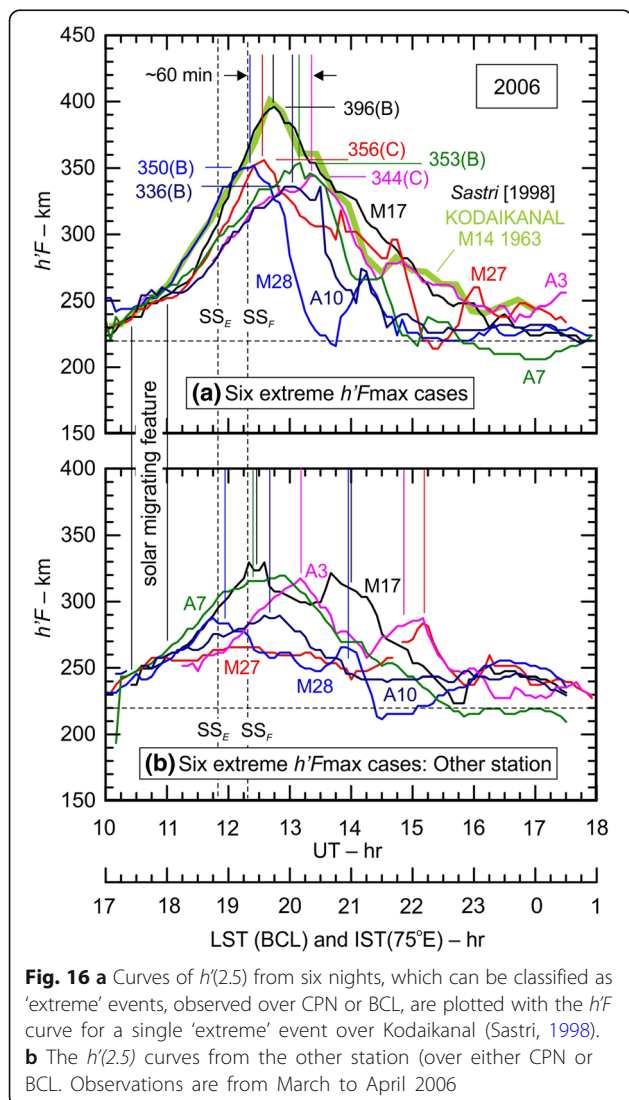 450
~60 min
2006
400
396(B)
356(C)
350(B)
353(B)
350
336(B)
344(C)
Sastri [1998]
M17
KODAIKANAL
M14 1963
h'F – km
300
M28
M27
A10
A3
250
SSE SSF
A7
200
(a) Six extreme h'Fmax cases
150
solar migrating feature
400
350
A3
M17
h'F – km
300
A7
M27
M28
A10
250
200
SSE SSF
(b) Six extreme h'Fmax cases: Other station
150
10 11 12 13 14 15 16 17 18
UT – hr
17 18 19 20 21 22 23 0 1
LST (BCL) and IST(75°E) – hr
Fig. 16 a Curves of h'(2.5) from six nights, which can be classified as
'extreme' events, observed over CPN or BCL, are plotted with the h'F
curve for a single 'extreme' event over Kodaikanal (Sastri, 1998).
b The h'(2.5) curves from the other station (over either CPN or
BCL. Observations are from March to April 2006